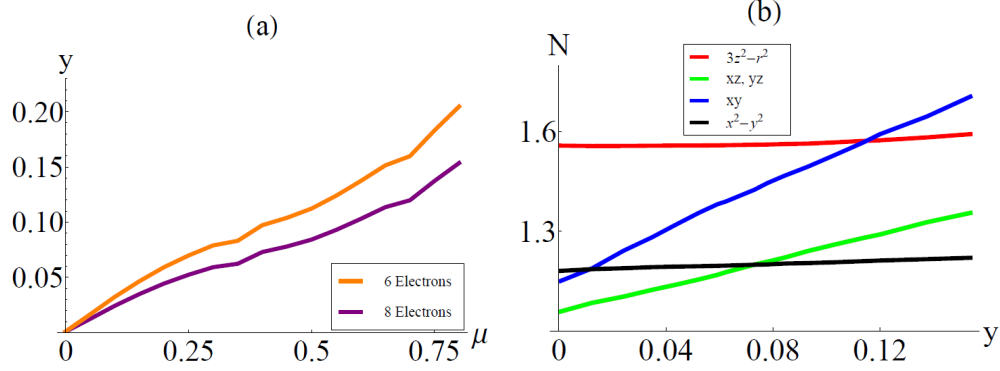 (a)
y
0.20
0.15
0.10
0.05
0
0.25
0.5
0.75
μ
6 Electrons
8 Electrons
(b)
N
1.6
1.3
1.
0
0.04
0.08
0.12
y
3z²−r²
xz, yz
xy
x²−y²